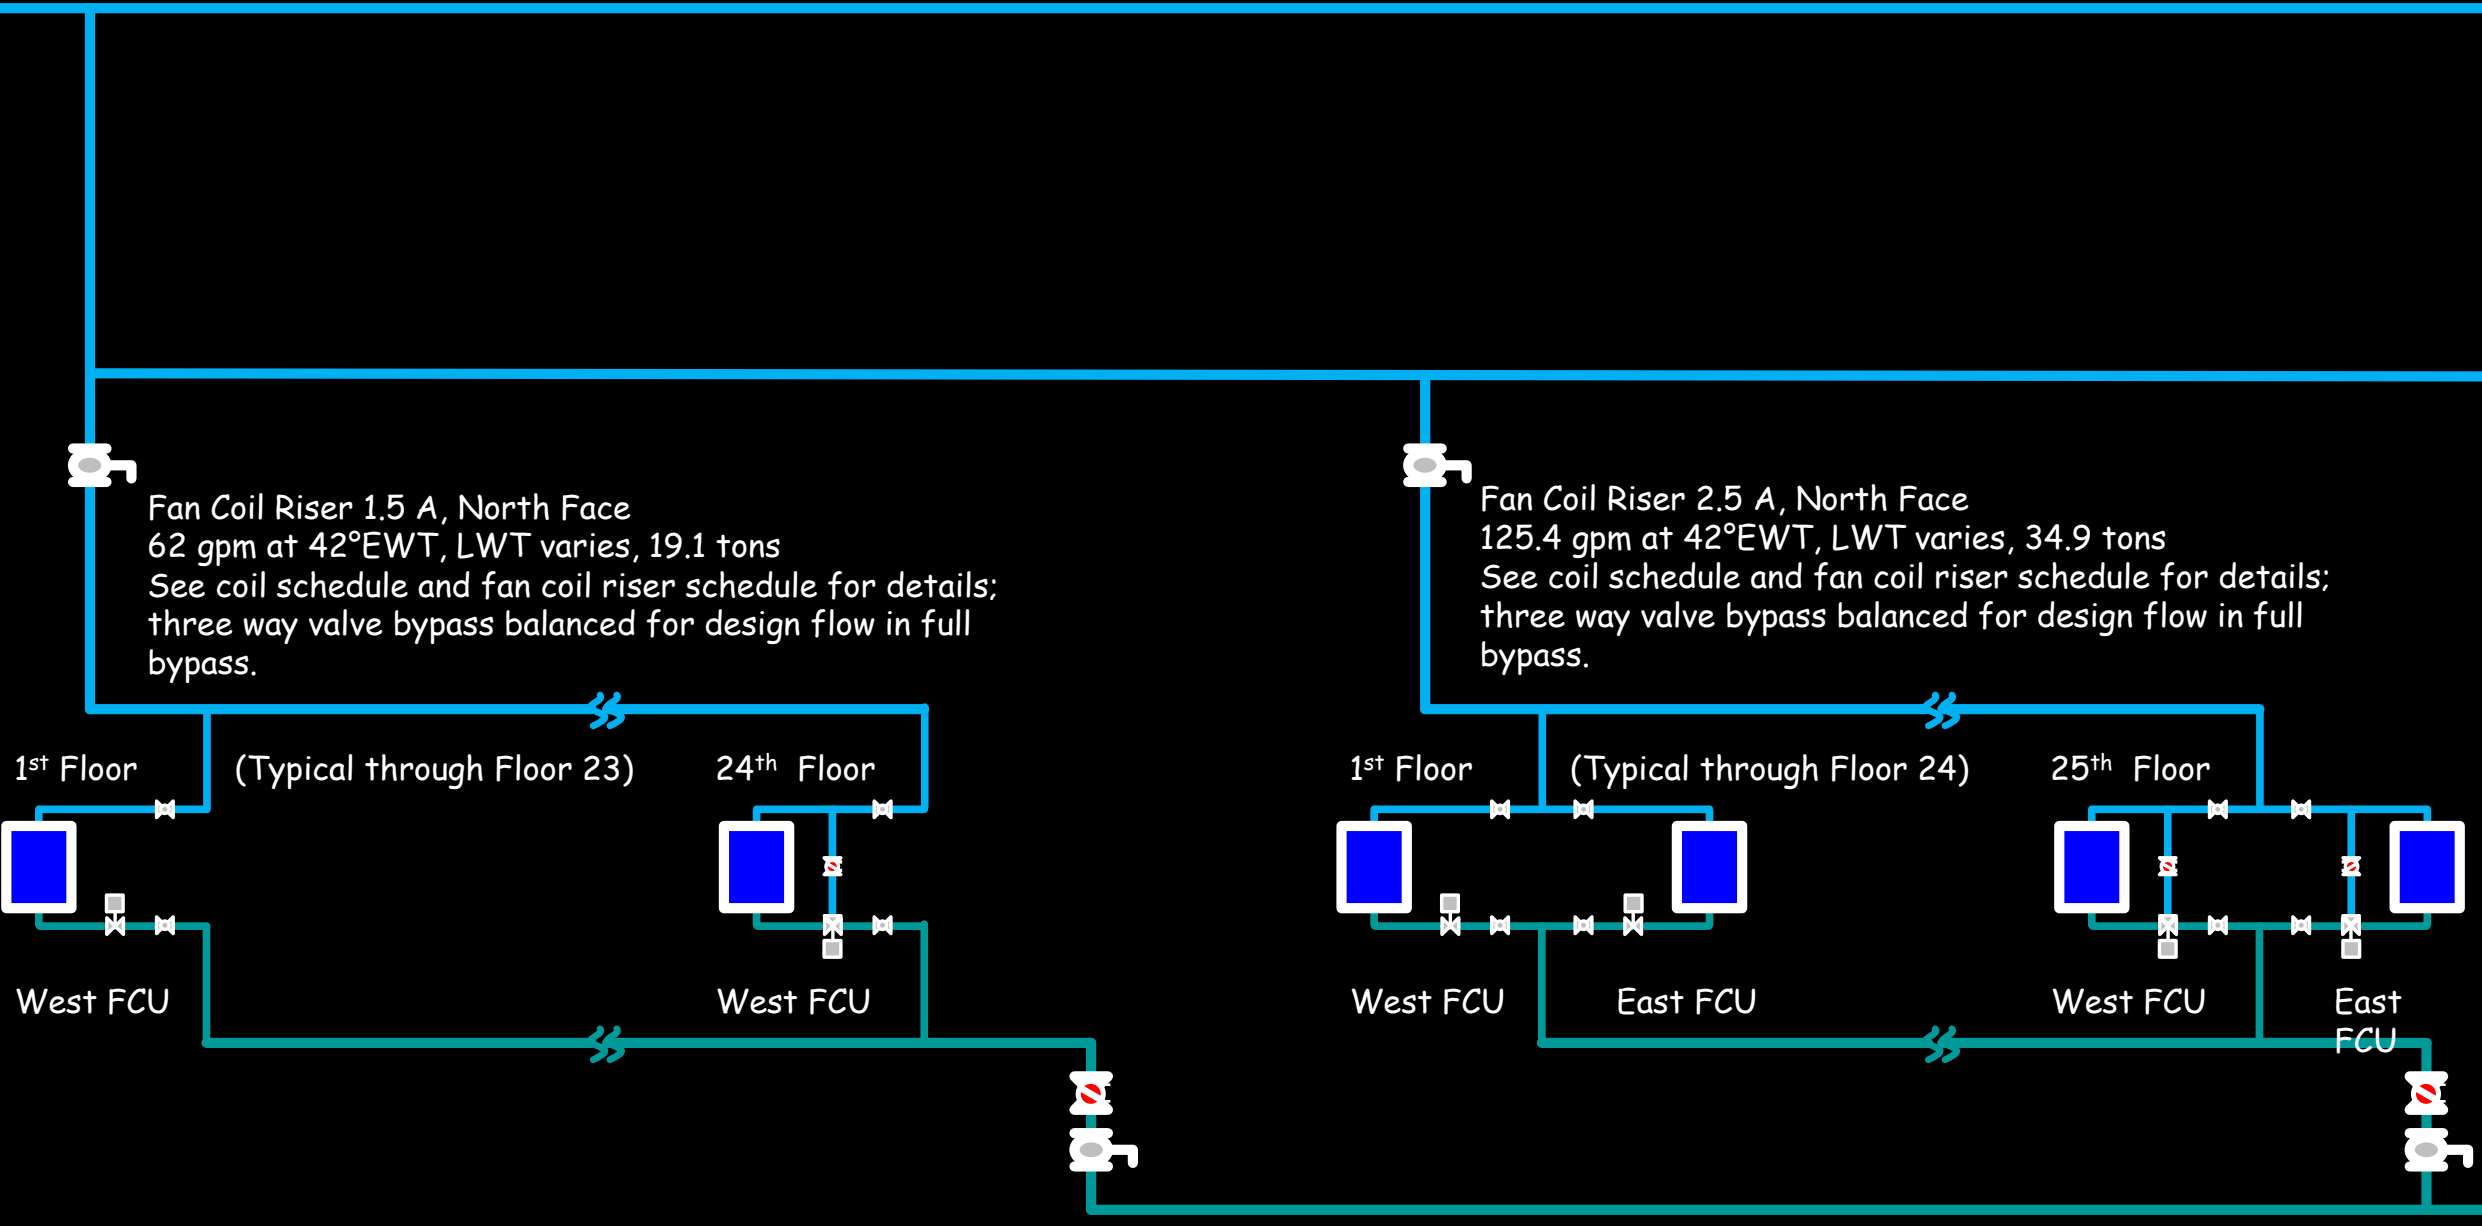 Fan Coil Riser 1.5 A, North Face
62 gpm at 42°EWT, LWT varies, 19.1 tons
See coil schedule and fan coil riser schedule for details;
three way valve bypass balanced for design flow in full
bypass.
Fan Coil Riser 2.5 A, North Face
125.4 gpm at 42°EWT, LWT varies, 34.9 tons
See coil schedule and fan coil riser schedule for details;
three way valve bypass balanced for design flow in full
bypass.
1st Floor
(Typical through Floor 23)
24th Floor
1st Floor
(Typical through Floor 24)
25th Floor
West FCU
West FCU
West FCU
East FCU
West FCU
East
FCU